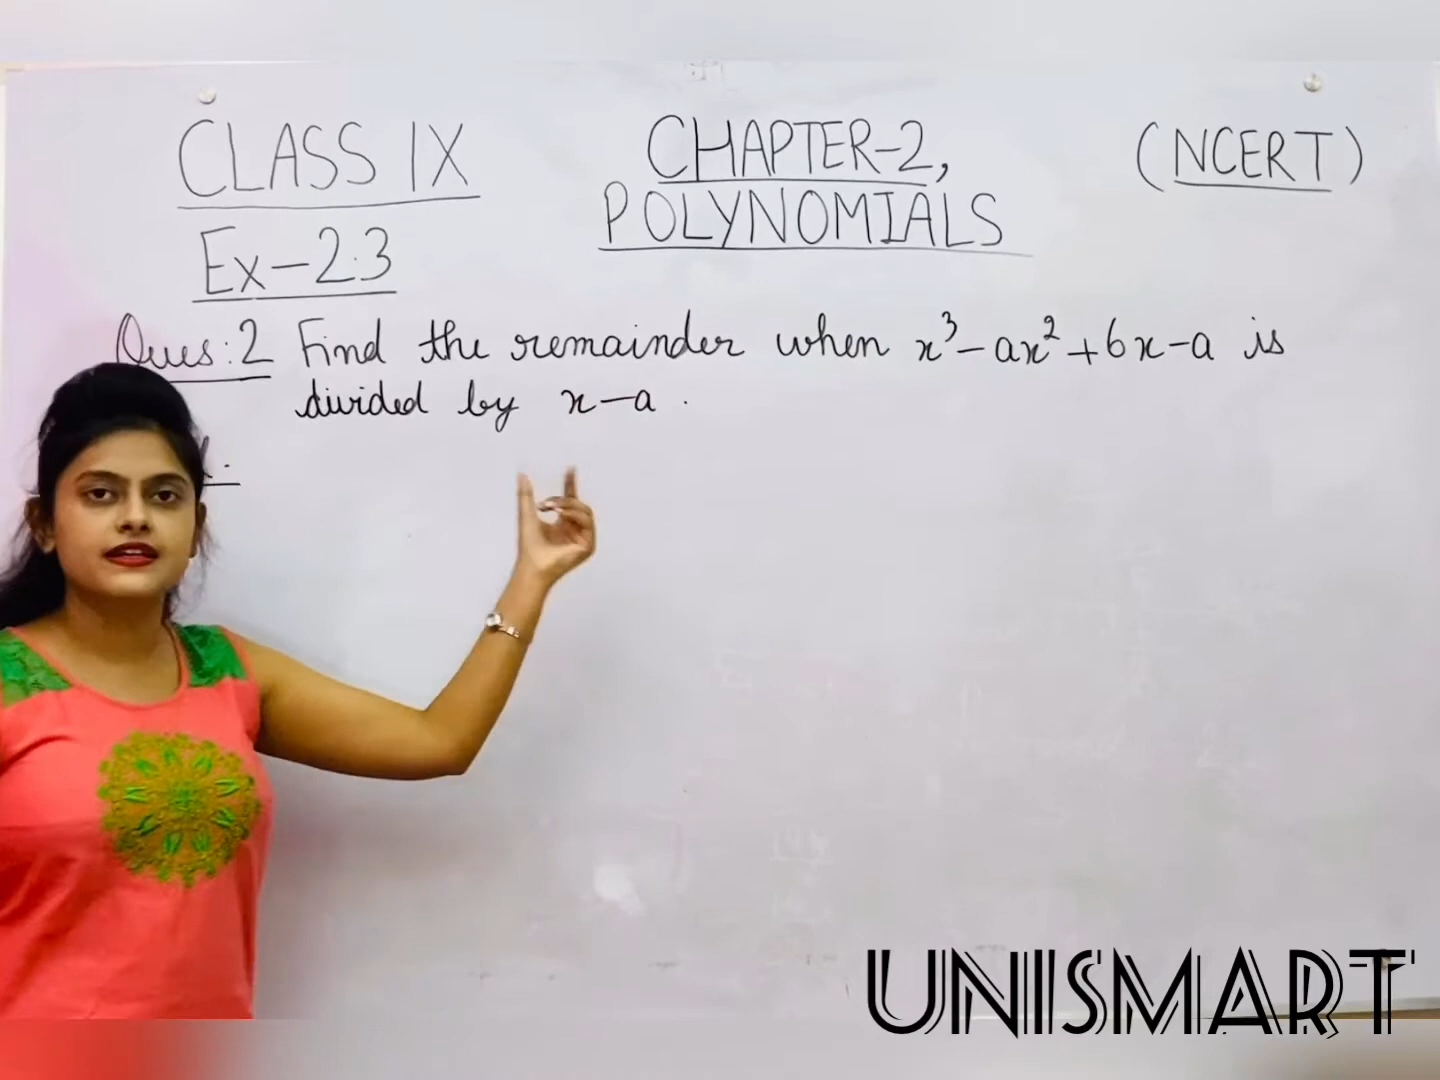 CLASS IX
CHAPTER-2,
(NCERT)
POLYNOMIALS
Ex-2.3
Ques:2 Find the remainder when x³-ax²+6x-a is
divided by x-a.
UNISMART